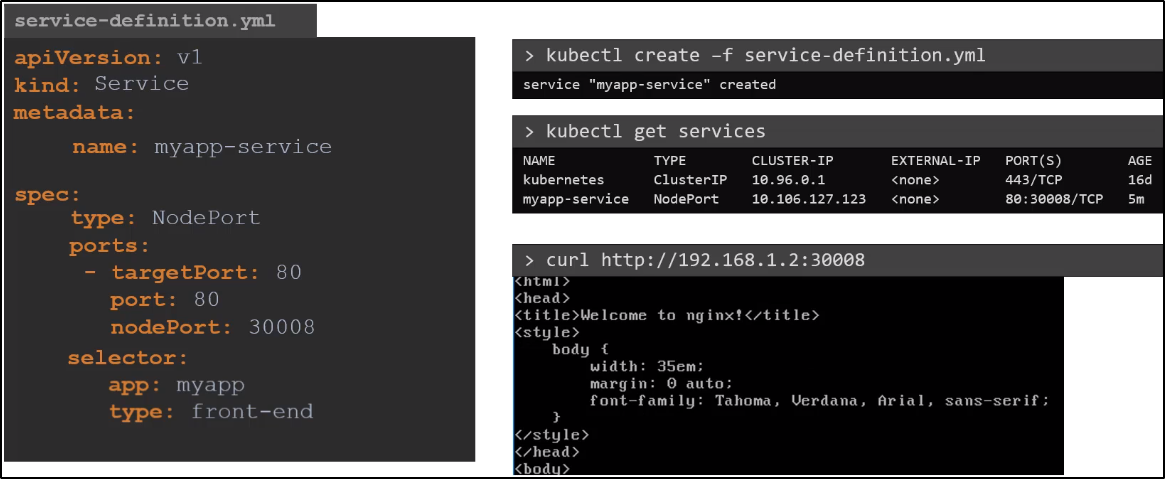 service-definition.yml
apiVersion: v1
kind: Service
metadata:
name: myapp-service
spec:
type: NodePort
ports:
- targetPort: 80
port: 80
nodePort: 30008
selector:
app: myapp
type: front-end
> kubectl create –f service-definition.yml
service "myapp-service" created
> kubectl get services
NAME TYPE CLUSTER-IP EXTERNAL-IP PORT(S) AGE
kubernetes ClusterIP 10.96.0.1 <none> 443/TCP 16d
myapp-service NodePort 10.106.127.123 <none> 80:30008/TCP 5m
> curl http://192.168.1.2:30008
<html>
<head>
<title>Welcome to nginx!</title>
<style>
body {
width: 35em;
margin: 0 auto;
font-family: Tahoma, Verdana, Arial, sans-serif;
}
</style>
</head>
<body>